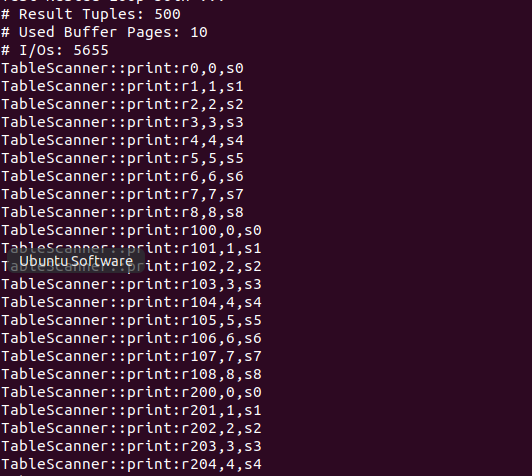 # Result Tuples: 500
# Used Buffer Pages: 10
# I/Os: 5655
TableScanner::print:r0,0,s0
TableScanner::print:r1,1,s1
TableScanner::print:r2,2,s2
TableScanner::print:r3,3,s3
TableScanner::print:r4,4,s4
TableScanner::print:r5,5,s5
TableScanner::print:r6,6,s6
TableScanner::print:r7,7,s7
TableScanner::print:r8,8,s8
TableScanner::print:r100,0,s0
TableScanner::print:r101,1,s1
Ubuntu Software
TableScanner::print:r102,2,s2
TableScanner::print:r103,3,s3
TableScanner::print:r104,4,s4
TableScanner::print:r105,5,s5
TableScanner::print:r106,6,s6
TableScanner::print:r107,7,s7
TableScanner::print:r108,8,s8
TableScanner::print:r200,0,s0
TableScanner::print:r201,1,s1
TableScanner::print:r202,2,s2
TableScanner::print:r203,3,s3
TableScanner::print:r204,4,s4